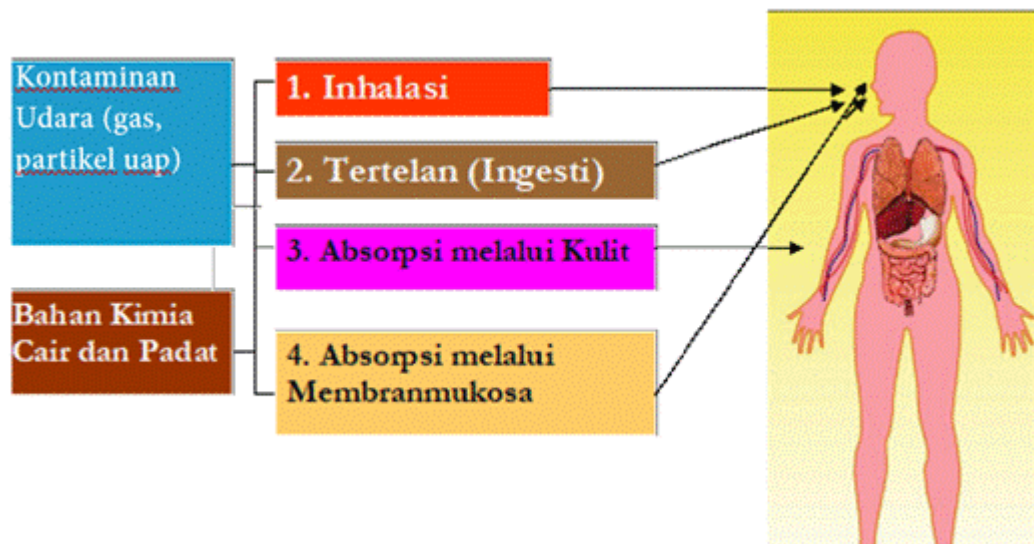 Kontaminan
Udara (gas,
partikel uap)
Bahan Kimia
Cair dan Padat
1. Inhalasi
2. Tertelan (Ingesti)
3. Absorpsi melalui Kulit
4. Absorpsi melalui
Membranmukosa